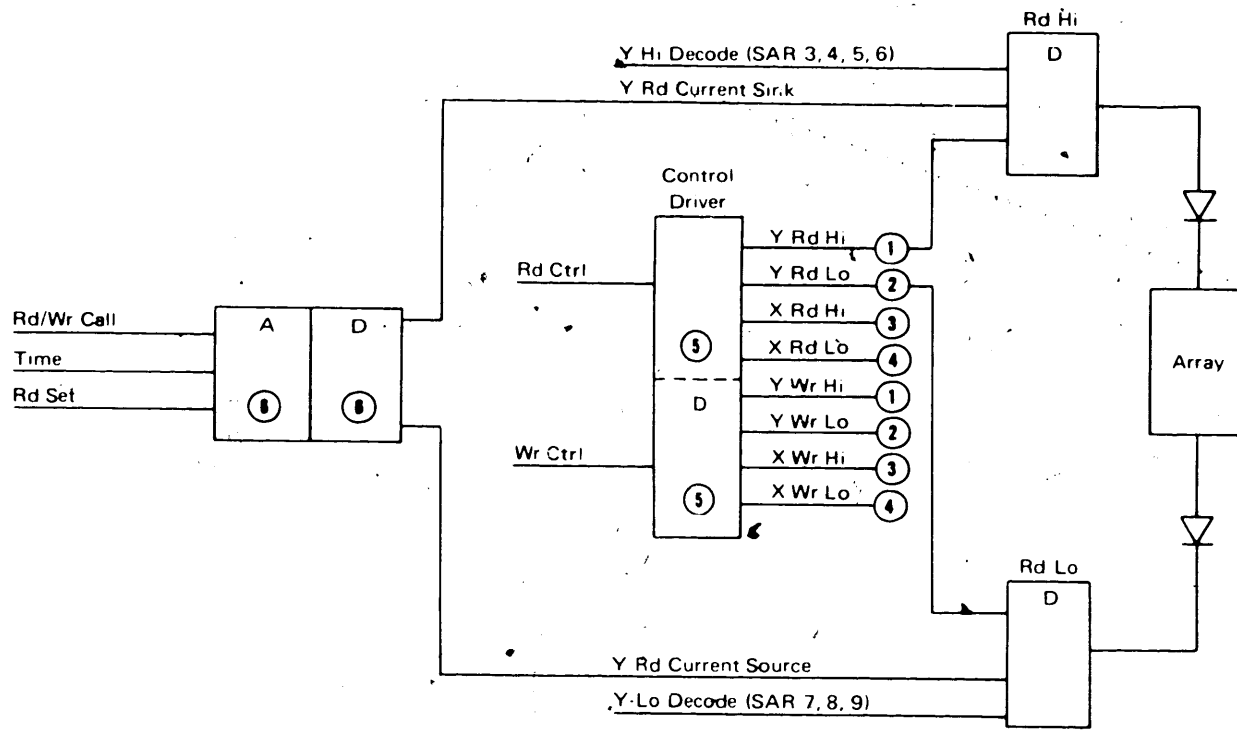 Rd Hi
D
Y Hi Decode (SAR 3, 4, 5, 6)
Y Rd Current Sink
Control
Driver
Y Rd Hi
1
Rd Ctrl
Y Rd Lo
2
X Rd Hi
3
X Rd Lo
4
5
Y Wr Hi
1
D
Y Wr Lo
2
Wr Ctrl
X Wr Hi
3
X Wr Lo
4
5
Rd/Wr Call
Time
Rd Set
A
D
6
6
Array
Rd Lo
D
Y Rd Current Source
Y-Lo Decode (SAR 7, 8, 9)